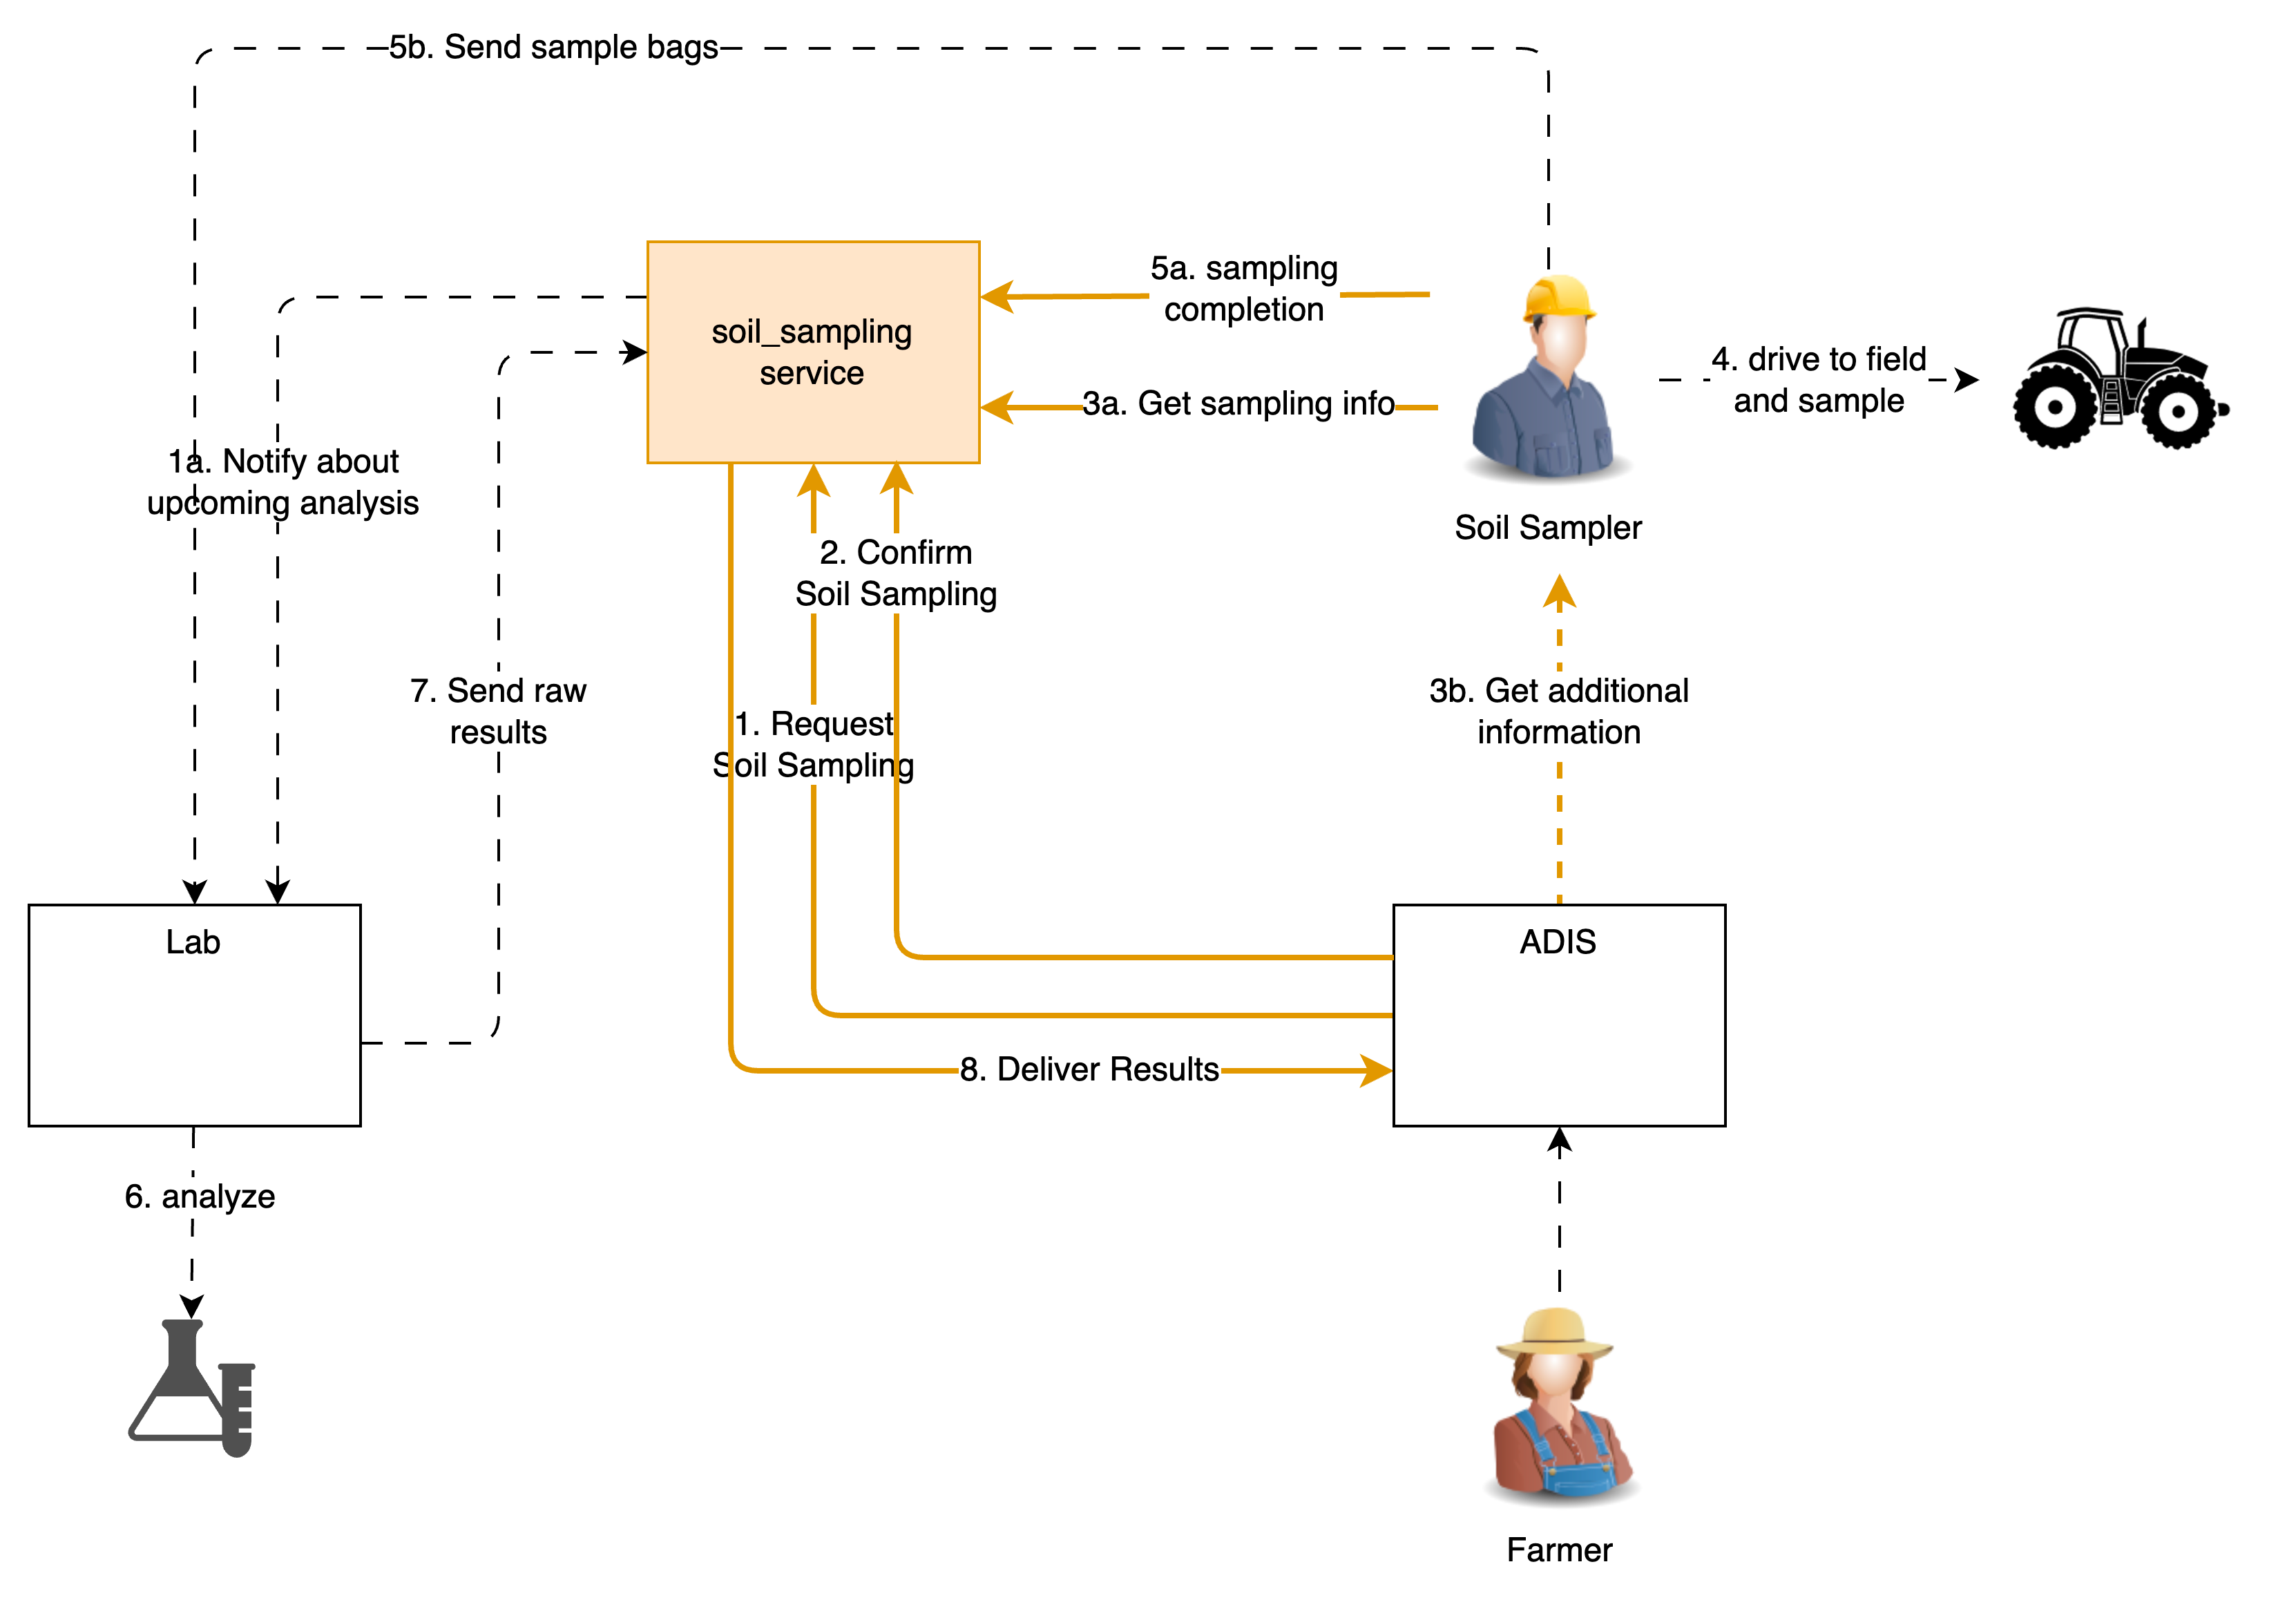 5b. Send sample bags
5a. sampling
completion
soil_sampling
service
4. drive to field
and sample
3a. Get sampling info
1a. Notify about
upcoming analysis
Soil Sampler
2. Confirm
Soil Sampling
7. Send raw
results
3b. Get additional
information
1. Request
Soil Sampling
Lab
ADIS
8. Deliver Results
6. analyze
Farmer